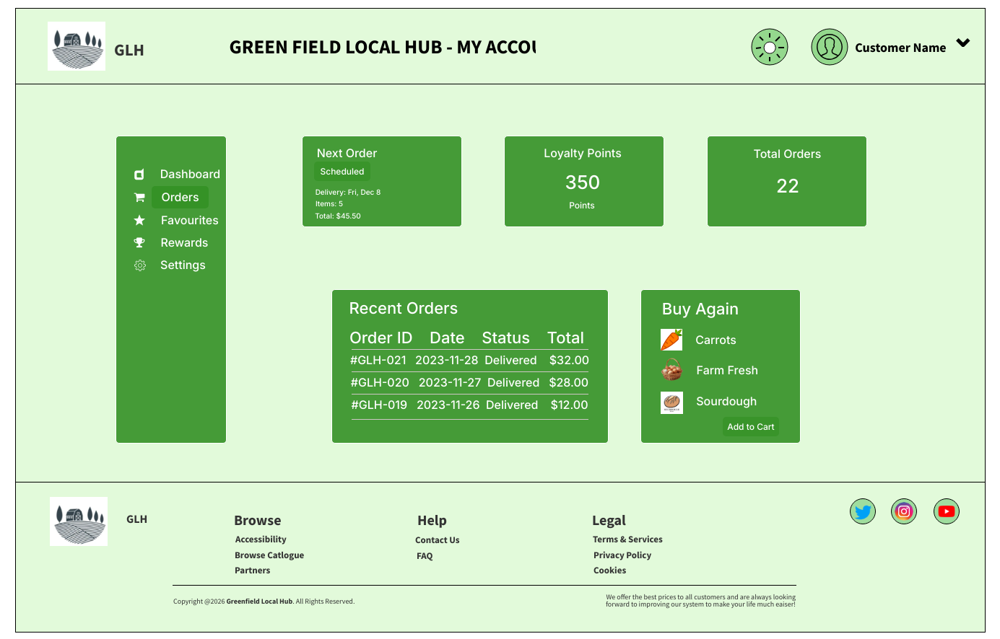 GLH
GREEN FIELD LOCAL HUB - MY ACCOU
Customer Name
Dashboard
Orders
Favourites
Rewards
Settings
Next Order
Scheduled
Delivery: Fri, Dec 8
Items: 5
Total: $45.50
Loyalty Points
350
Points
Total Orders
22
Recent Orders
Order ID Date Status Total
#GLH-021 2023-11-28 Delivered $32.00
#GLH-020 2023-11-27 Delivered $28.00
#GLH-019 2023-11-26 Delivered $12.00
Buy Again
Carrots
Farm Fresh
Sourdough
Add to Cart
GLH
Browse
Accessibility
Browse Catlogue
Partners
Help
Contact Us
FAQ
Legal
Terms & Services
Privacy Policy
Cookies
Copyright @2026 Greenfield Local Hub. All Rights Reserved.
We offer the best prices to all customers and are always looking
forward to improving our system to make your life much eaiser!